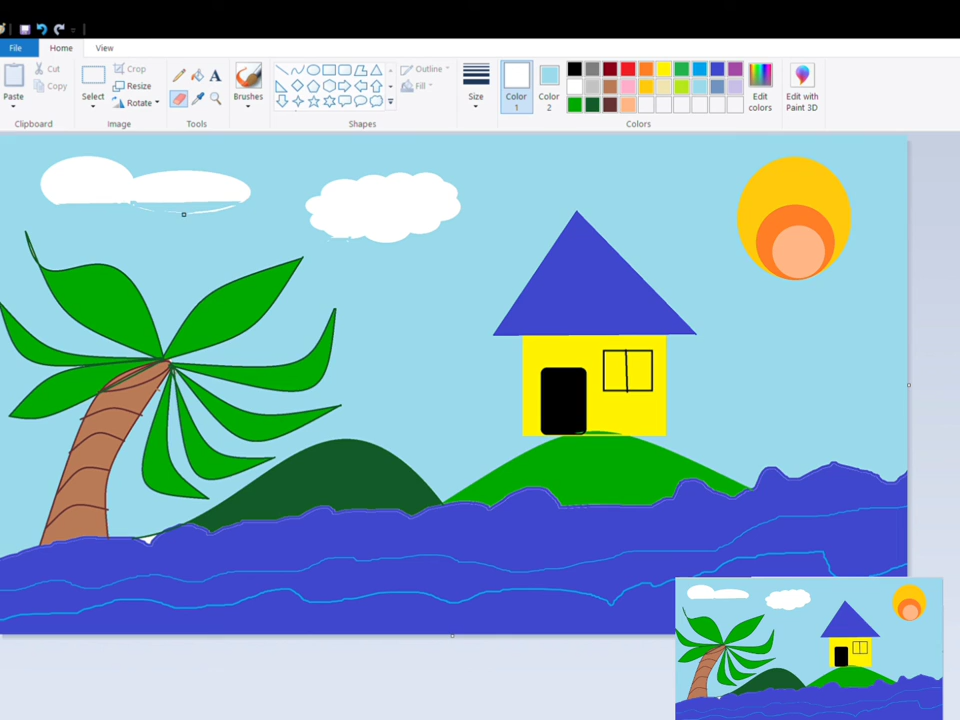 File Home View
Paste
Cut
Copy
Clipboard
Select
Crop
Resize
Rotate
Image
A
Tools
Brushes
Shapes
Outline
Fill
Size
Color
1
Color
2
Colors
Edit
colors
Edit with
Paint 3D